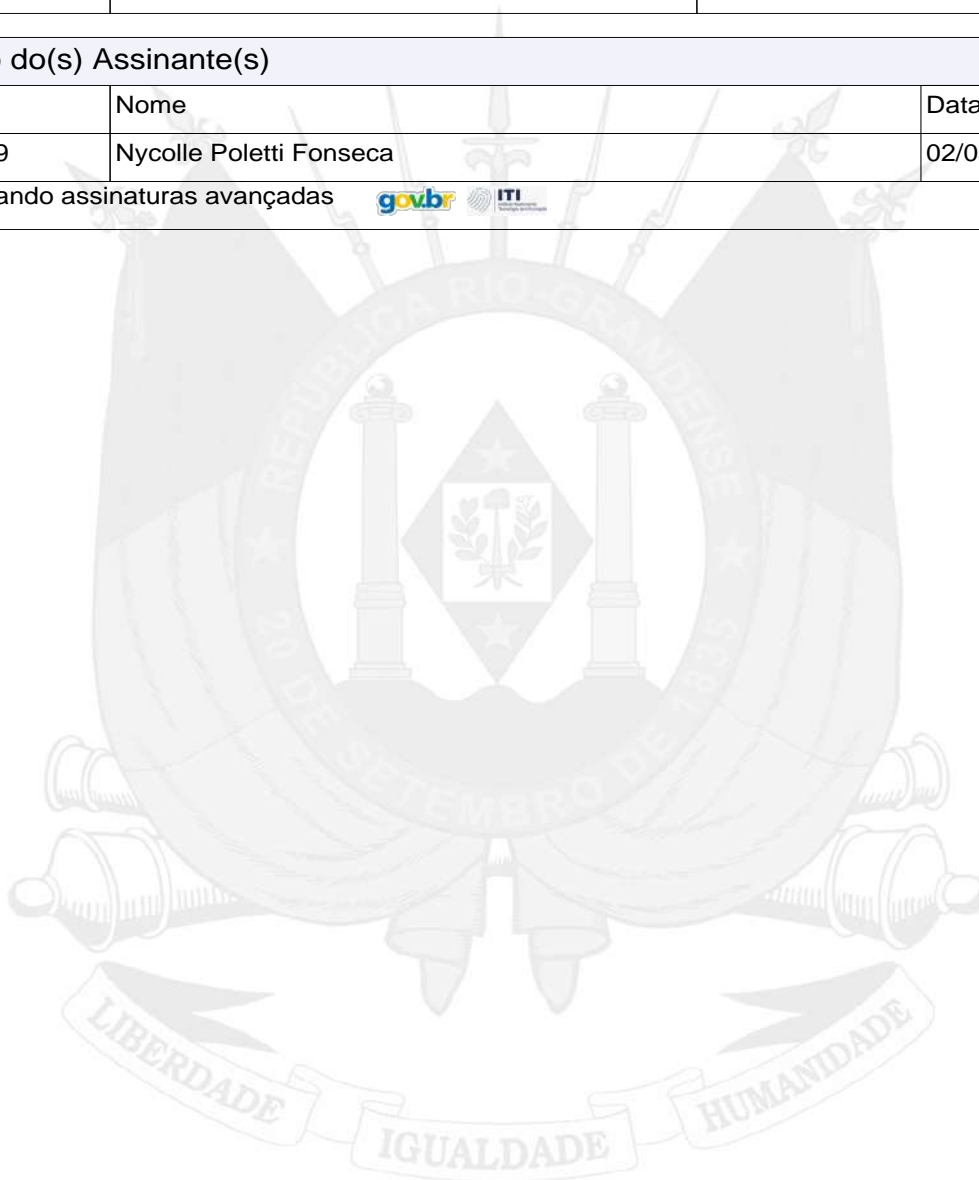 do(s) Assinante(s)
Nome Data
9 Nycolle Poletti Fonseca 02/0
ando assinaturas avançadas gov.br ITI
REPÚBLICA RIO-GRANDENSE
20 DE SETEMBRO DE 1835
LIBERDADE IGUALDADE HUMANIDADE